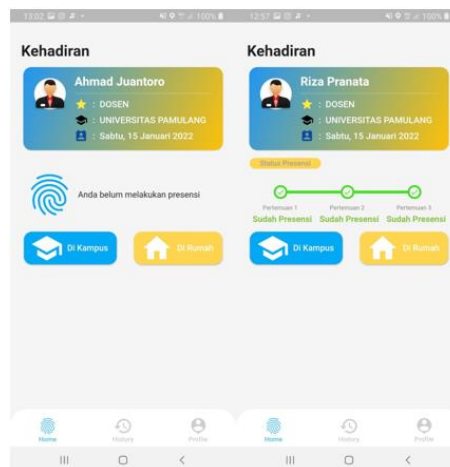 13:02
100%
Kehadiran
Ahmad Juantoro
: DOSEN
: UNIVERSITAS PAMULANG
: Sabtu, 15 Januari 2022
Anda belum melakukan presensi
Di Kampus
Di Rumah
Home
History
Profile
12:57
100%
Kehadiran
Riza Pranata
: DOSEN
: UNIVERSITAS PAMULANG
: Sabtu, 15 Januari 2022
Status Presensi
Pertemuan 1
Pertemuan 2
Pertemuan 3
Sudah Presensi
Sudah Presensi
Sudah Presensi
Di Kampus
Di Rumah
Home
History
Profile